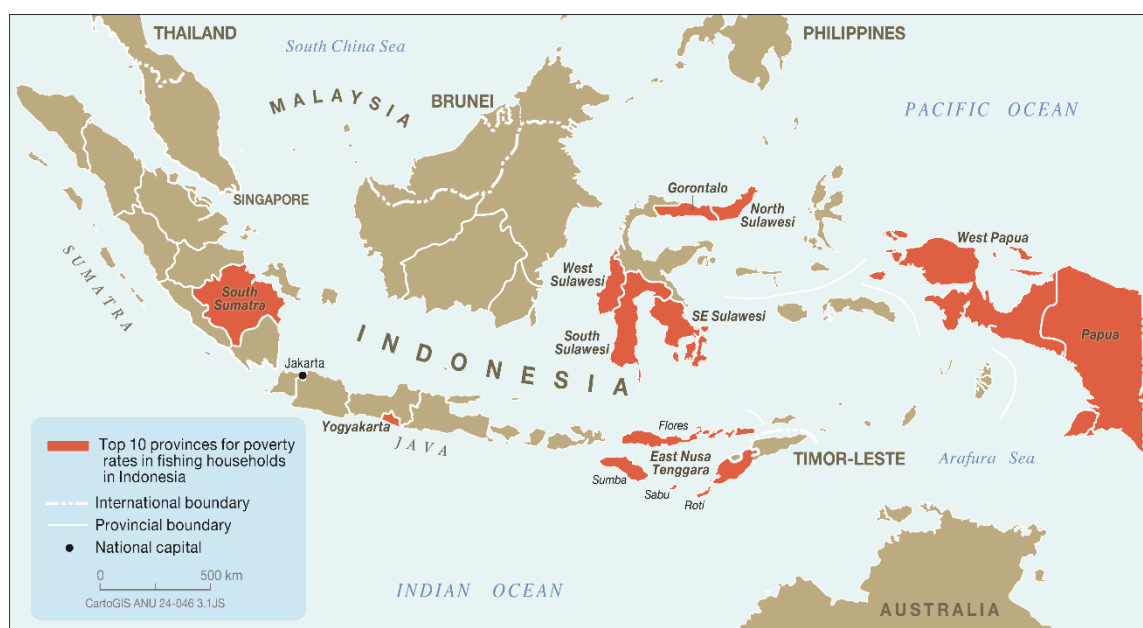 THAILAND
South China Sea
PHILIPPINES
MALAYSIA
BRUNEI
PACIFIC OCEAN
SINGAPORE
Gorontalo
North
Sulawesi
West Papua
SUMATRA
South
Sumatra
West
Sulawesi
SE Sulawesi
South
Sulawesi
Papua
INDONESIA
Jakarta
Yogyakarta
JAVA
Flores
East Nusa
Tenggara
Sumba
Sabu
Roti
TIMOR-LESTE
Arafura Sea
Top 10 provinces for poverty
rates in fishing households
in Indonesia
International boundary
Provincial boundary
National capital
0 500 km
CartoGIS ANU 24-046 3.1JS
INDIAN OCEAN
AUSTRALIA